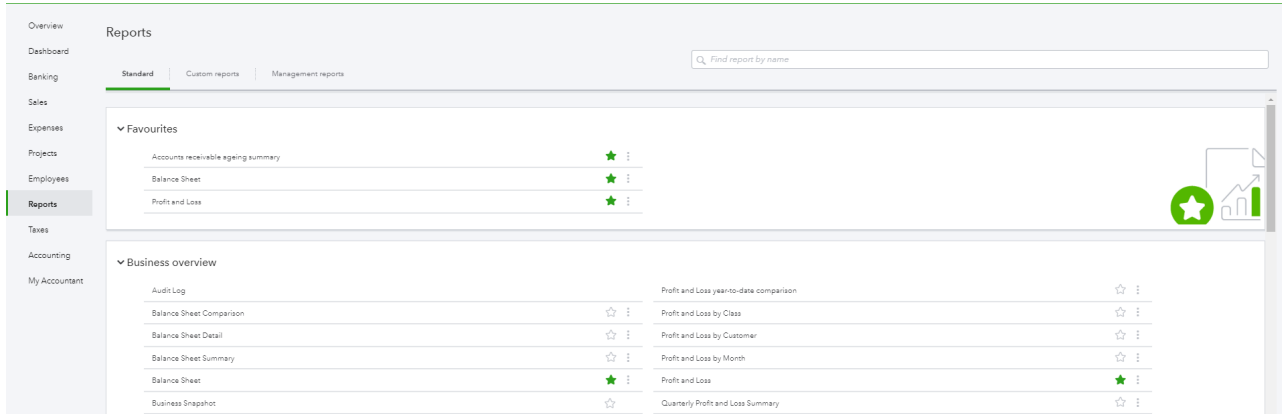 Overview
Dashboard
Banking
Sales
Expenses
Projects
Employees
Reports
Taxes
Accounting
My Accountant
Reports
Find report by name
Standard
Custom reports
Management reports
Favourites
Accounts receivable ageing summary
Balance Sheet
Profit and Loss
Business overview
Audit Log
Balance Sheet Comparison
Balance Sheet Detail
Balance Sheet Summary
Balance Sheet
Business Snapshot
Profit and Loss year-to-date comparison
Profit and Loss by Class
Profit and Loss by Customer
Profit and Loss by Month
Profit and Loss
Quarterly Profit and Loss Summary